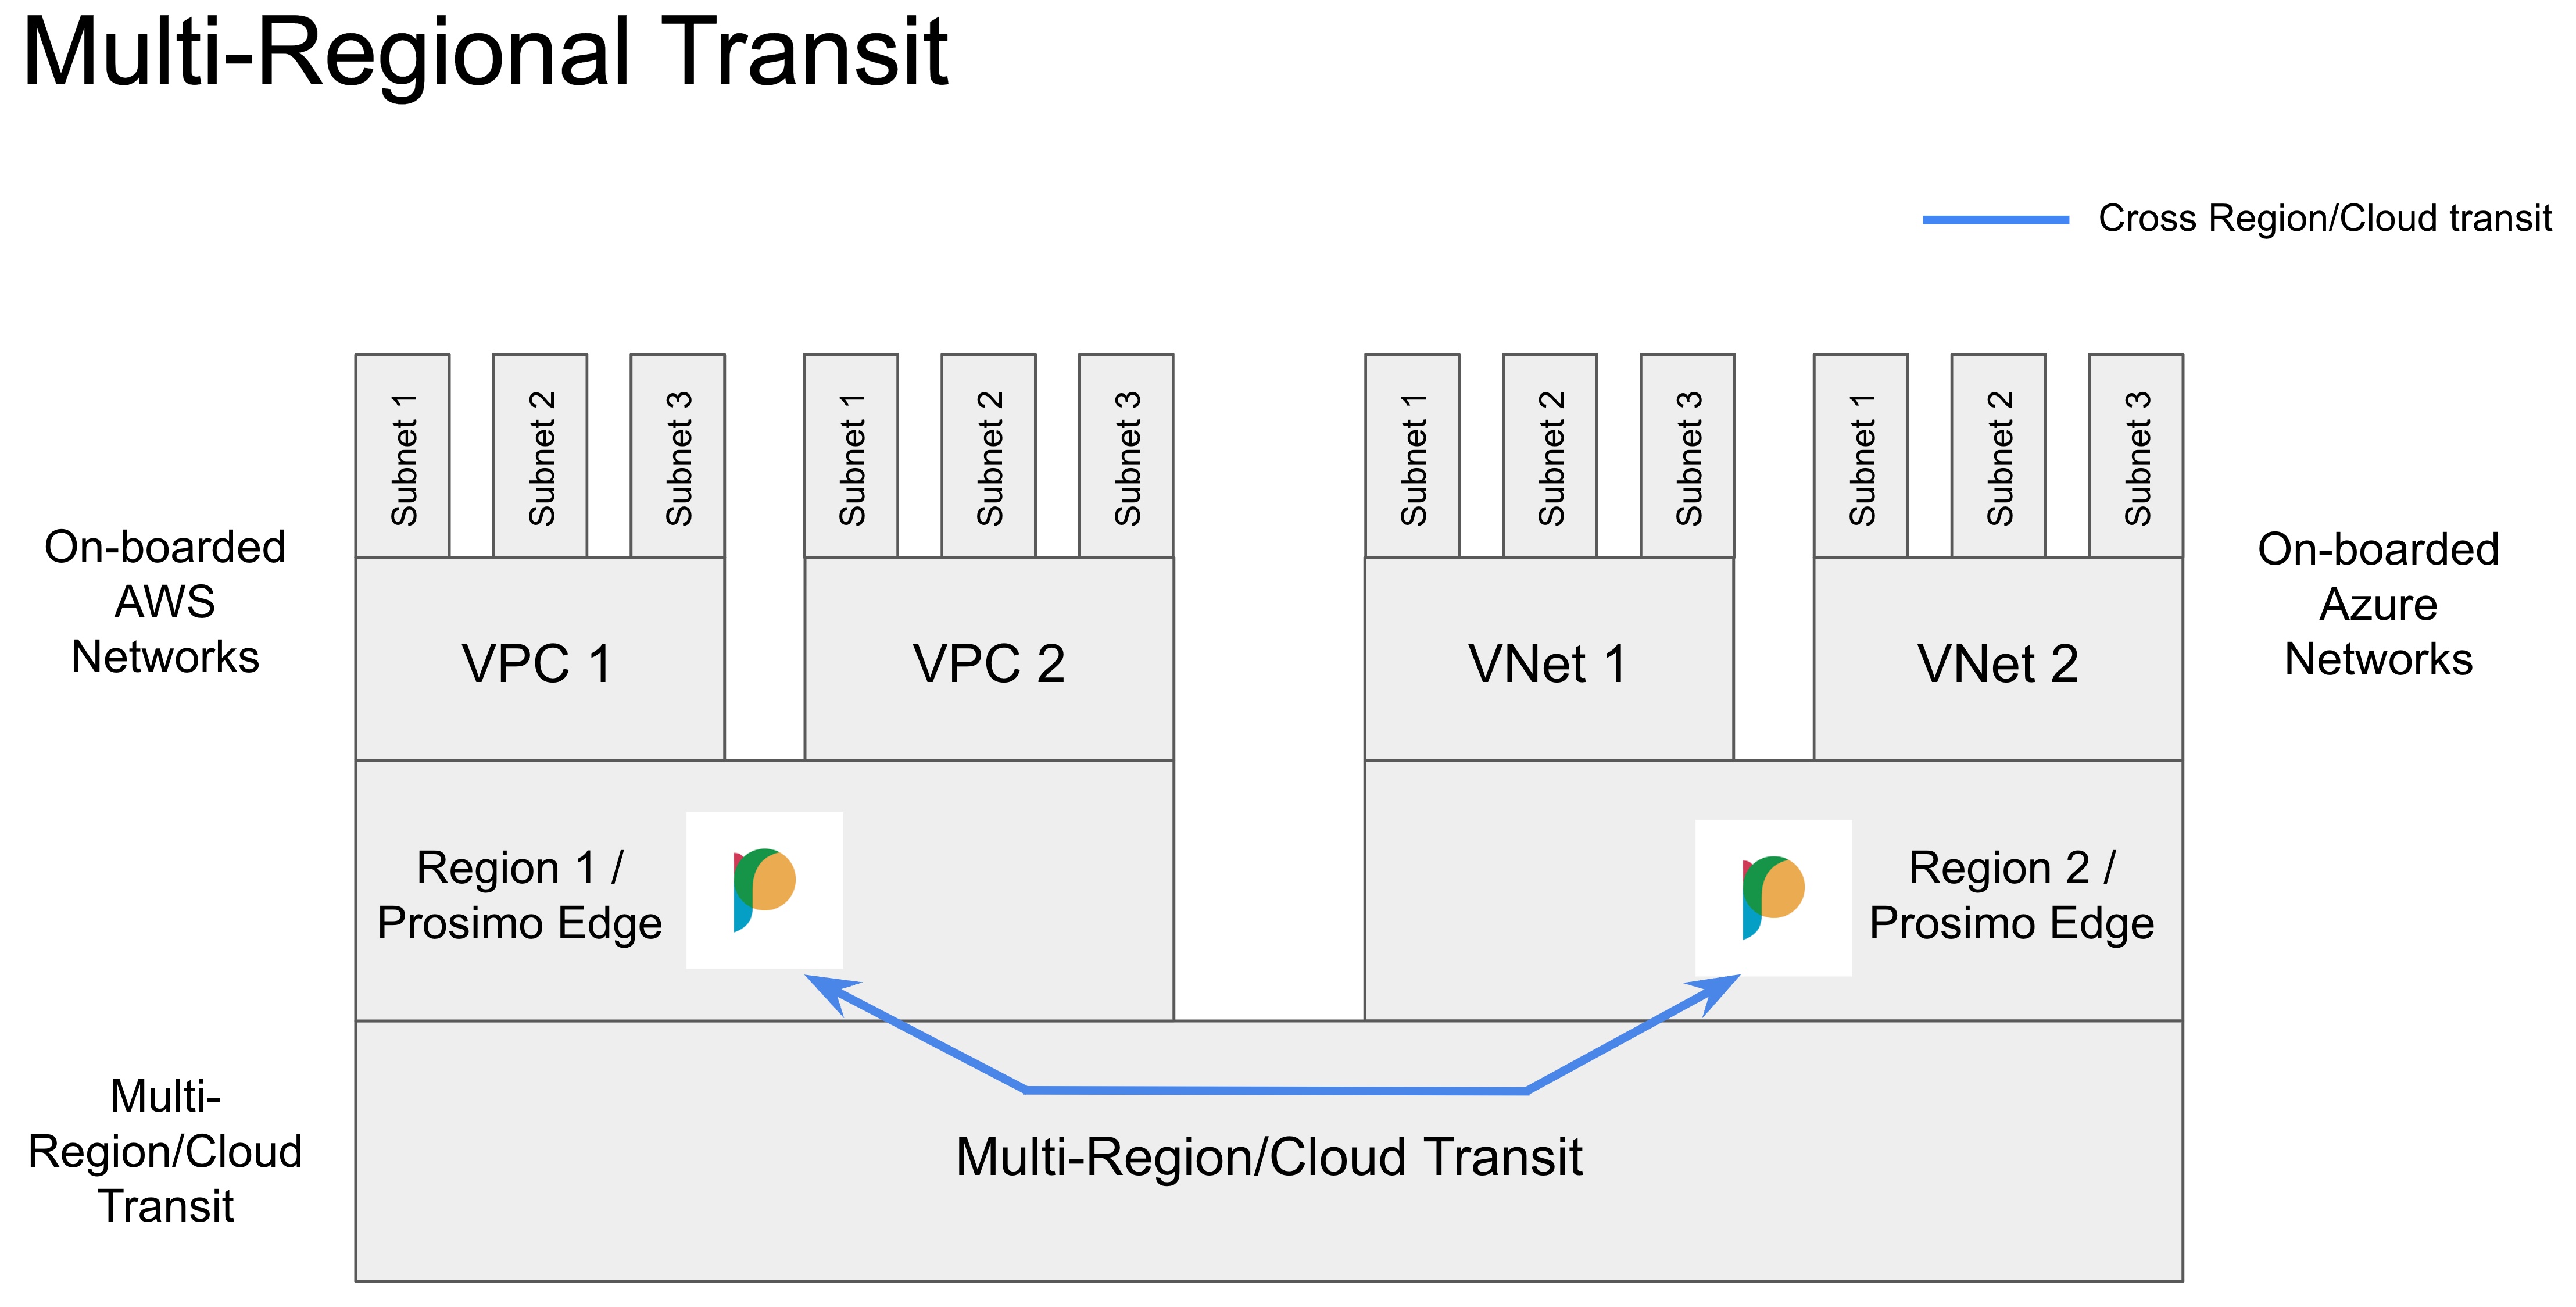 Multi-Regional Transit
Cross Region/Cloud transit
Subnet 1
Subnet 2
Subnet 3
Subnet 1
Subnet 2
Subnet 3
Subnet 1
Subnet 2
Subnet 3
Subnet 1
Subnet 2
Subnet 3
On-boarded
AWS
Networks
VPC 1
VPC 2
VNet 1
VNet 2
On-boarded
Azure
Networks
Region 1 /
Prosimo Edge
Region 2 /
Prosimo Edge
Multi-
Region/Cloud
Transit
Multi-Region/Cloud Transit